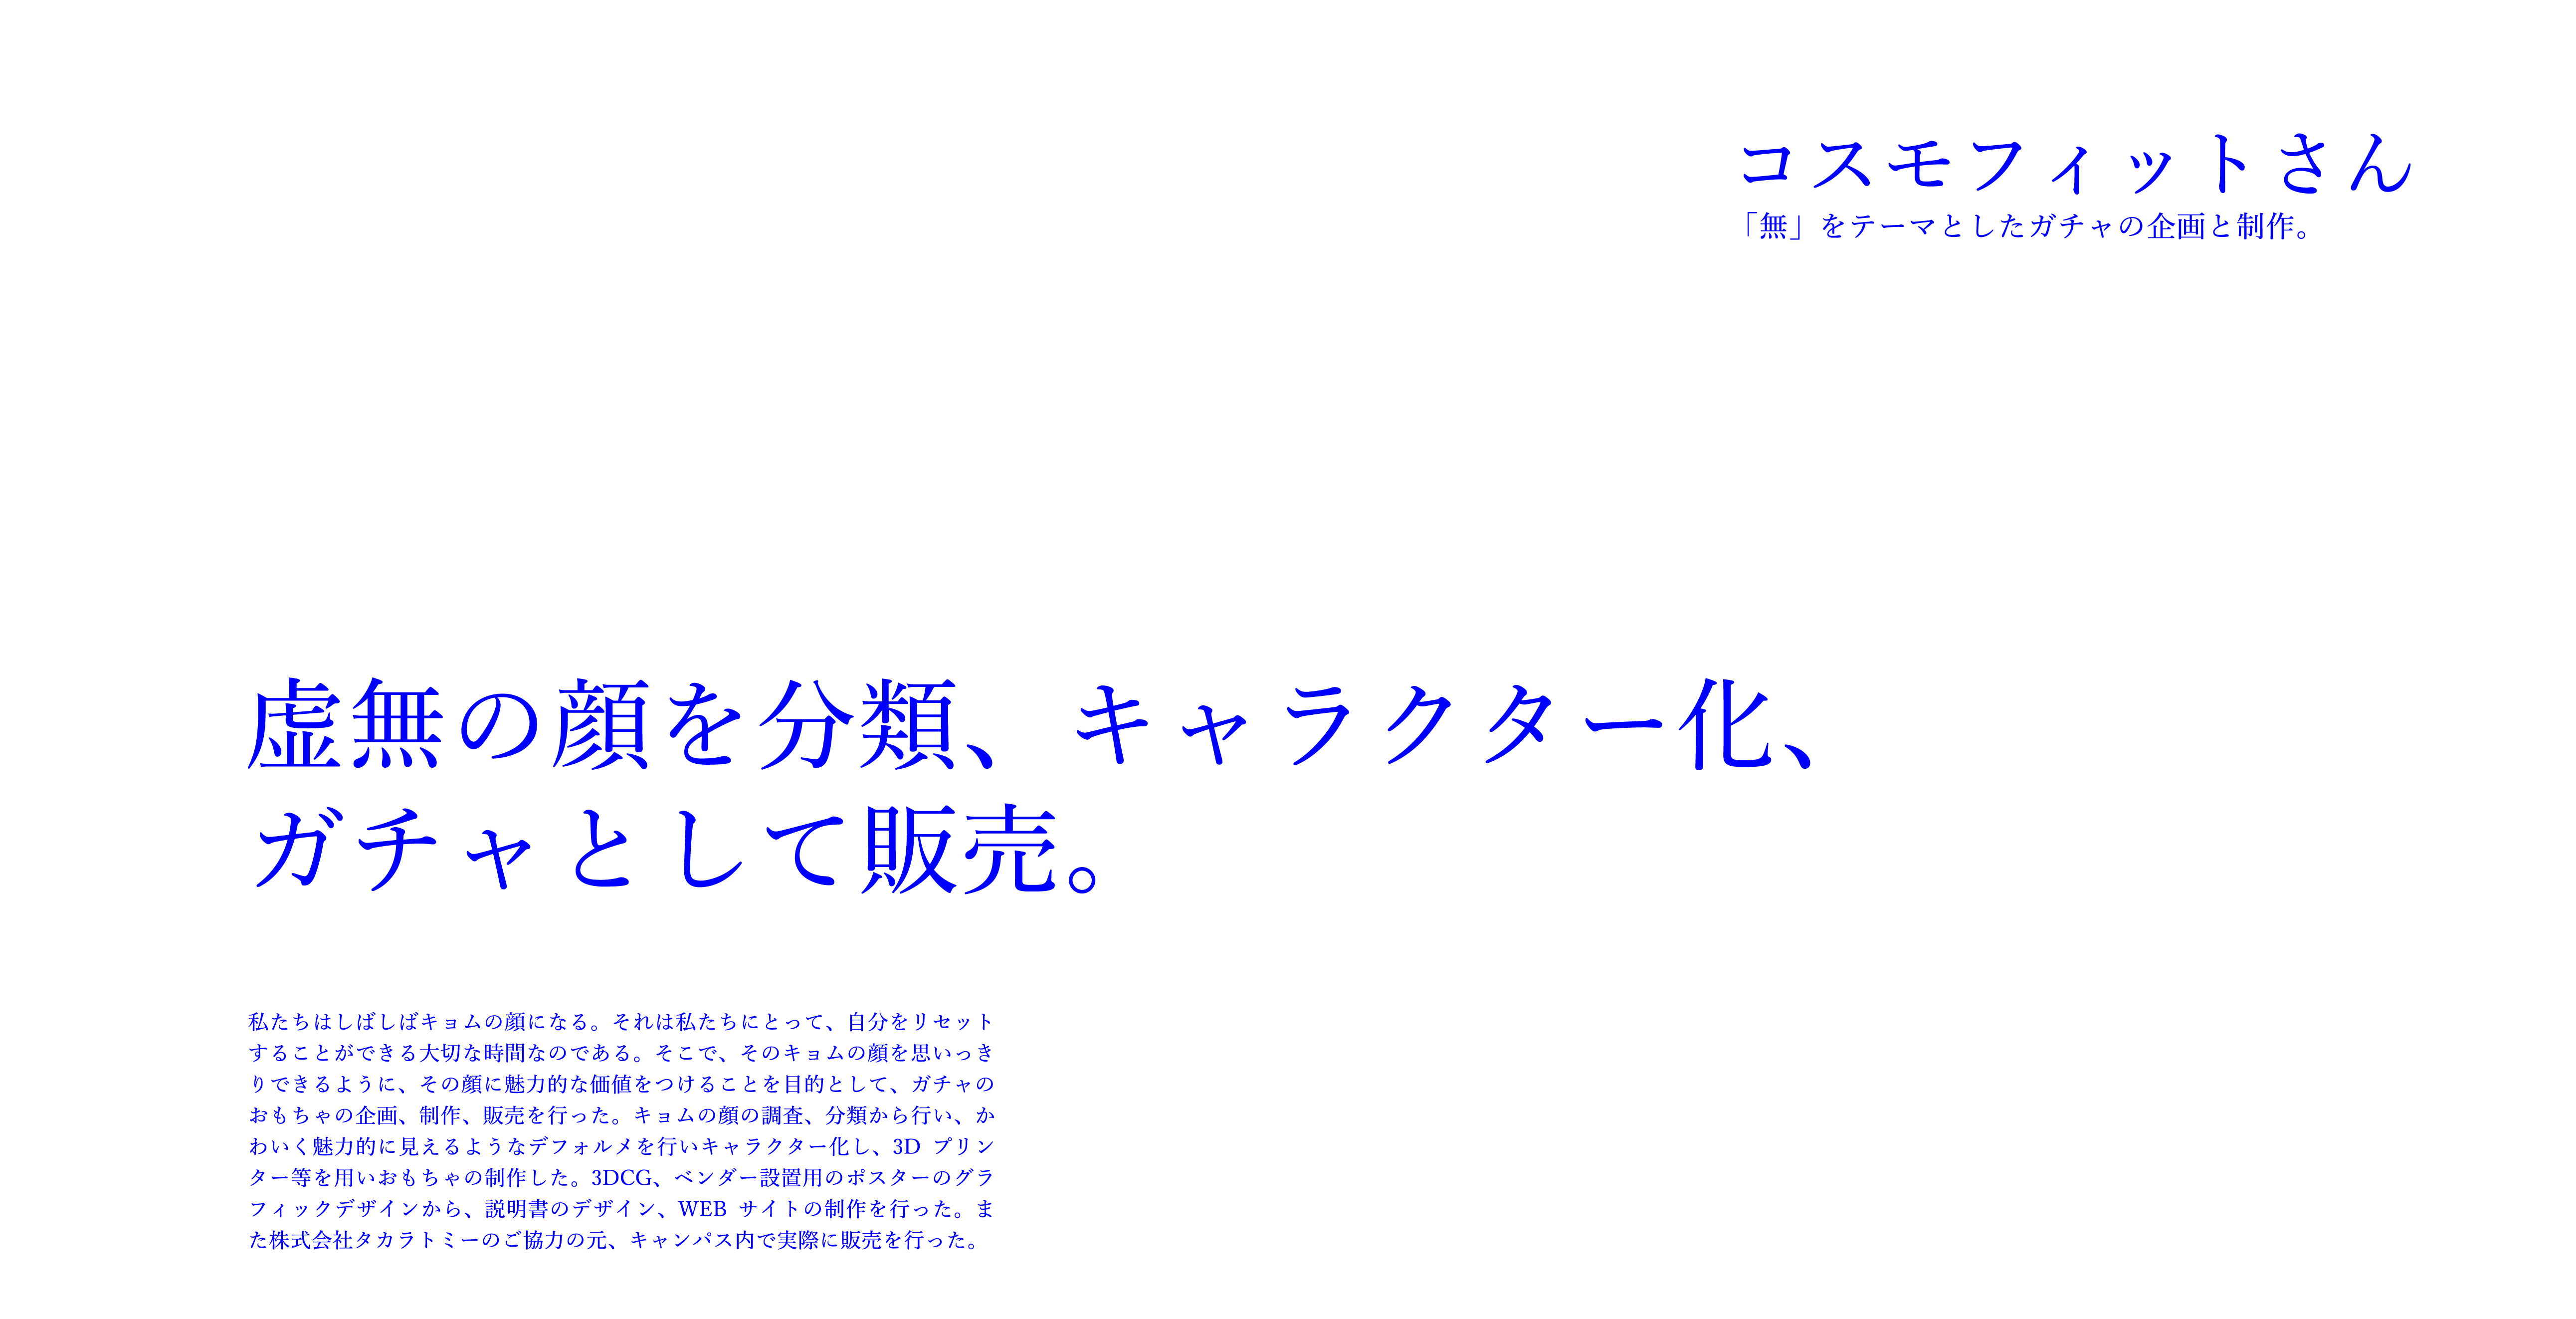 コスモフィットさん
「無」をテーマとしたガチャの企画と制作。
虚無の顔を分類、キャラクター化、
ガチャとして販売。
私たちはしばしばキョムの顔になる。それは私たちにとって、自分をリセット
することができる大切な時間なのである。そこで、そのキョムの顔を思いっき
りできるように、その顔に魅力的な価値をつけることを目的として、ガチャの
おもちゃの企画、制作、販売を行った。キョムの顔の調査、分類から行い、か
わいく魅力的に見えるようなデフォルメを行いキャラクター化し、3D プリン
ター等を用いおもちゃの制作した。3DCG、ベンダー設置用のポスターのグラ
フィックデザインから、説明書のデザイン、WEB サイトの制作を行った。ま
た株式会社タカラトミーのご協力の元、キャンパス内で実際に販売を行った。